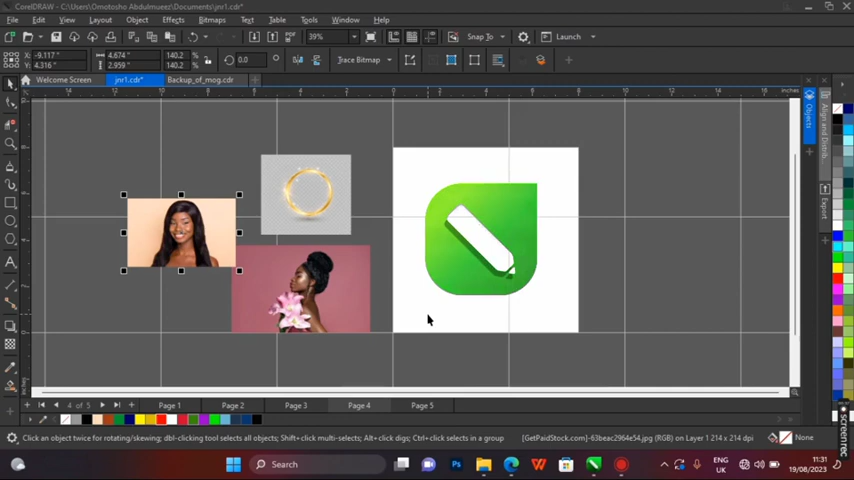 CorelDRAW - C:\Users\Omotosho Abdulmueez\Documents\jnr1.cdr*
File Edit View Layout Object Effects Bitmaps Text Table Tools Window Help
PDF 39% Snap To Launch
X: -9.117 " 4.674 " 140.2 % 0.0 Trace Bitmap
Y: 4.316 " 2.959 " 140.2 %
Welcome Screen jnr1.cdr* Backup_of_mog.cdr
inches
Objects
Align and Distrib...
Export
4 of 5 Page 1 Page 2 Page 3 Page 4 Page 5
Click an object twice for rotating/skewing; dbl-clicking tool selects all objects; Shift+click multi-selects; Alt+click digs; Ctrl+click selects in a group [GetPaidStock.com]-63beac2964e54.jpg (RGB) on Layer 1 214 x 214 dpi None
screenrec
Search
ENG
UK
11:31
19/08/2023